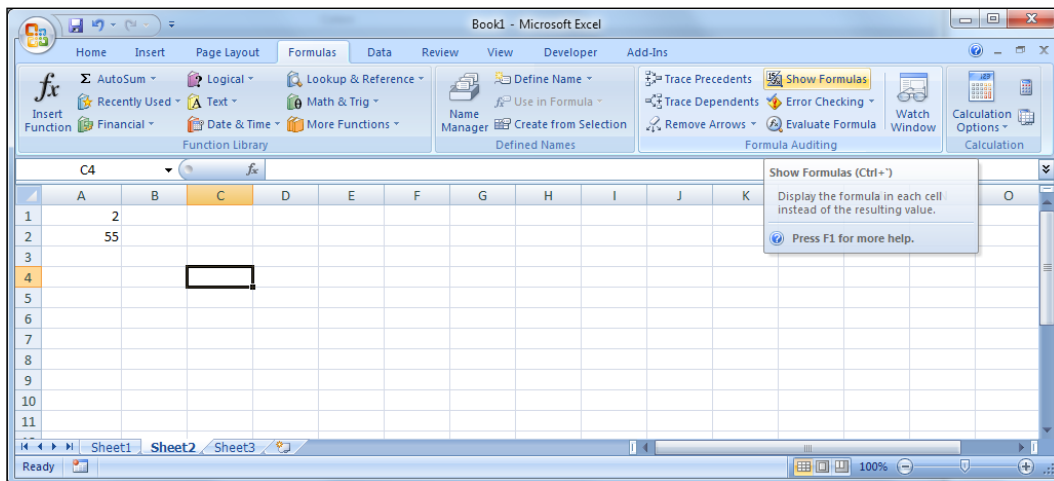 Book1 - Microsoft Excel
Home Insert Page Layout Formulas Data Review View Developer Add-Ins
fx Insert Function
Σ AutoSum
Recently Used
Financial
Logical
Text
Date & Time
Lookup & Reference
Math & Trig
More Functions
Function Library
Name Manager
Define Name
Use in Formula
Create from Selection
Defined Names
Trace Precedents
Trace Dependents
Remove Arrows
Show Formulas
Error Checking
Evaluate Formula
Watch Window
Formula Auditing
Calculation Options
Calculation
C4 fx
Show Formulas (Ctrl+`)
Display the formula in each cell instead of the resulting value.
Press F1 for more help.
A B C D E F G H I J K O
1 2
2 55
3
4
5
6
7
8
9
10
11
Sheet1 Sheet2 Sheet3
Ready 100%